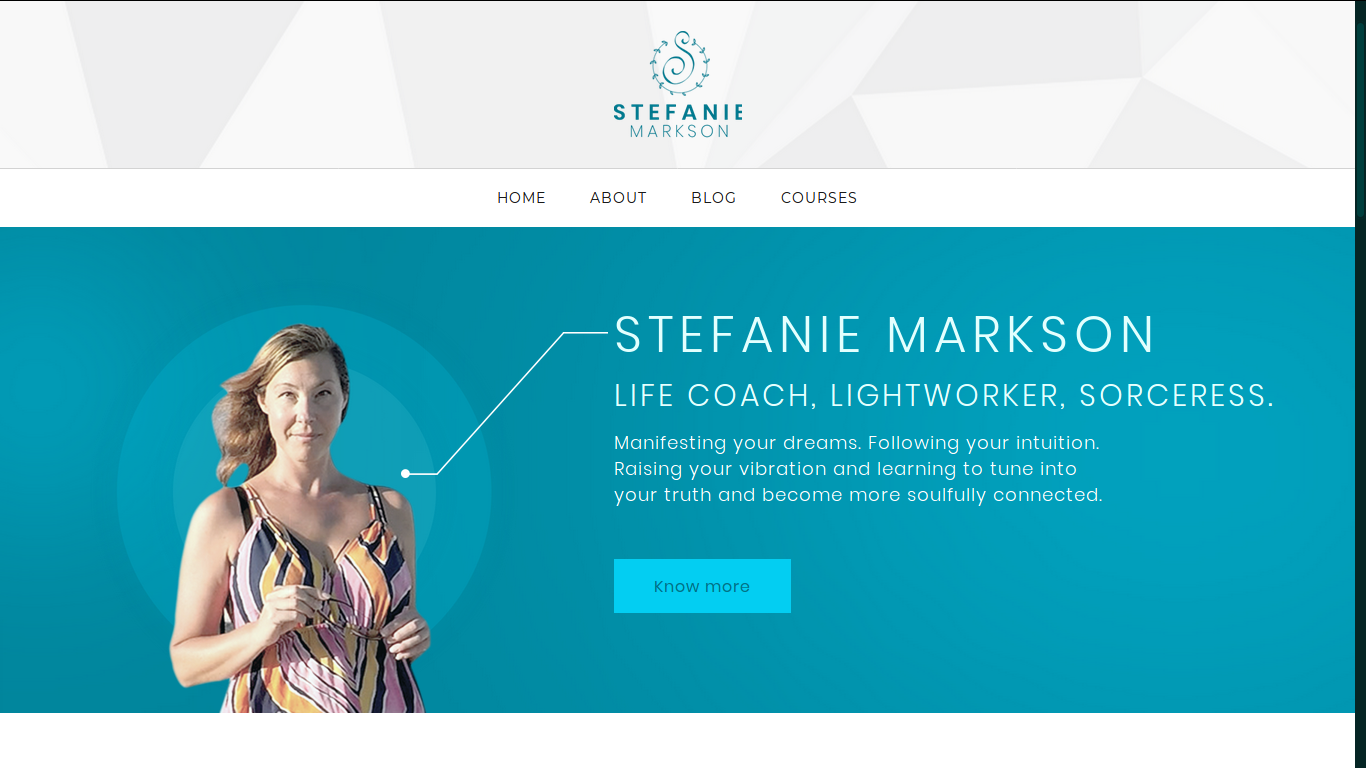 STEFANIE
MARKSON
HOME ABOUT BLOG COURSES
STEFANIE MARKSON
LIFE COACH, LIGHTWORKER, SORCERESS.
Manifesting your dreams. Following your intuition.
Raising your vibration and learning to tune into
your truth and become more soulfully connected.
Know more